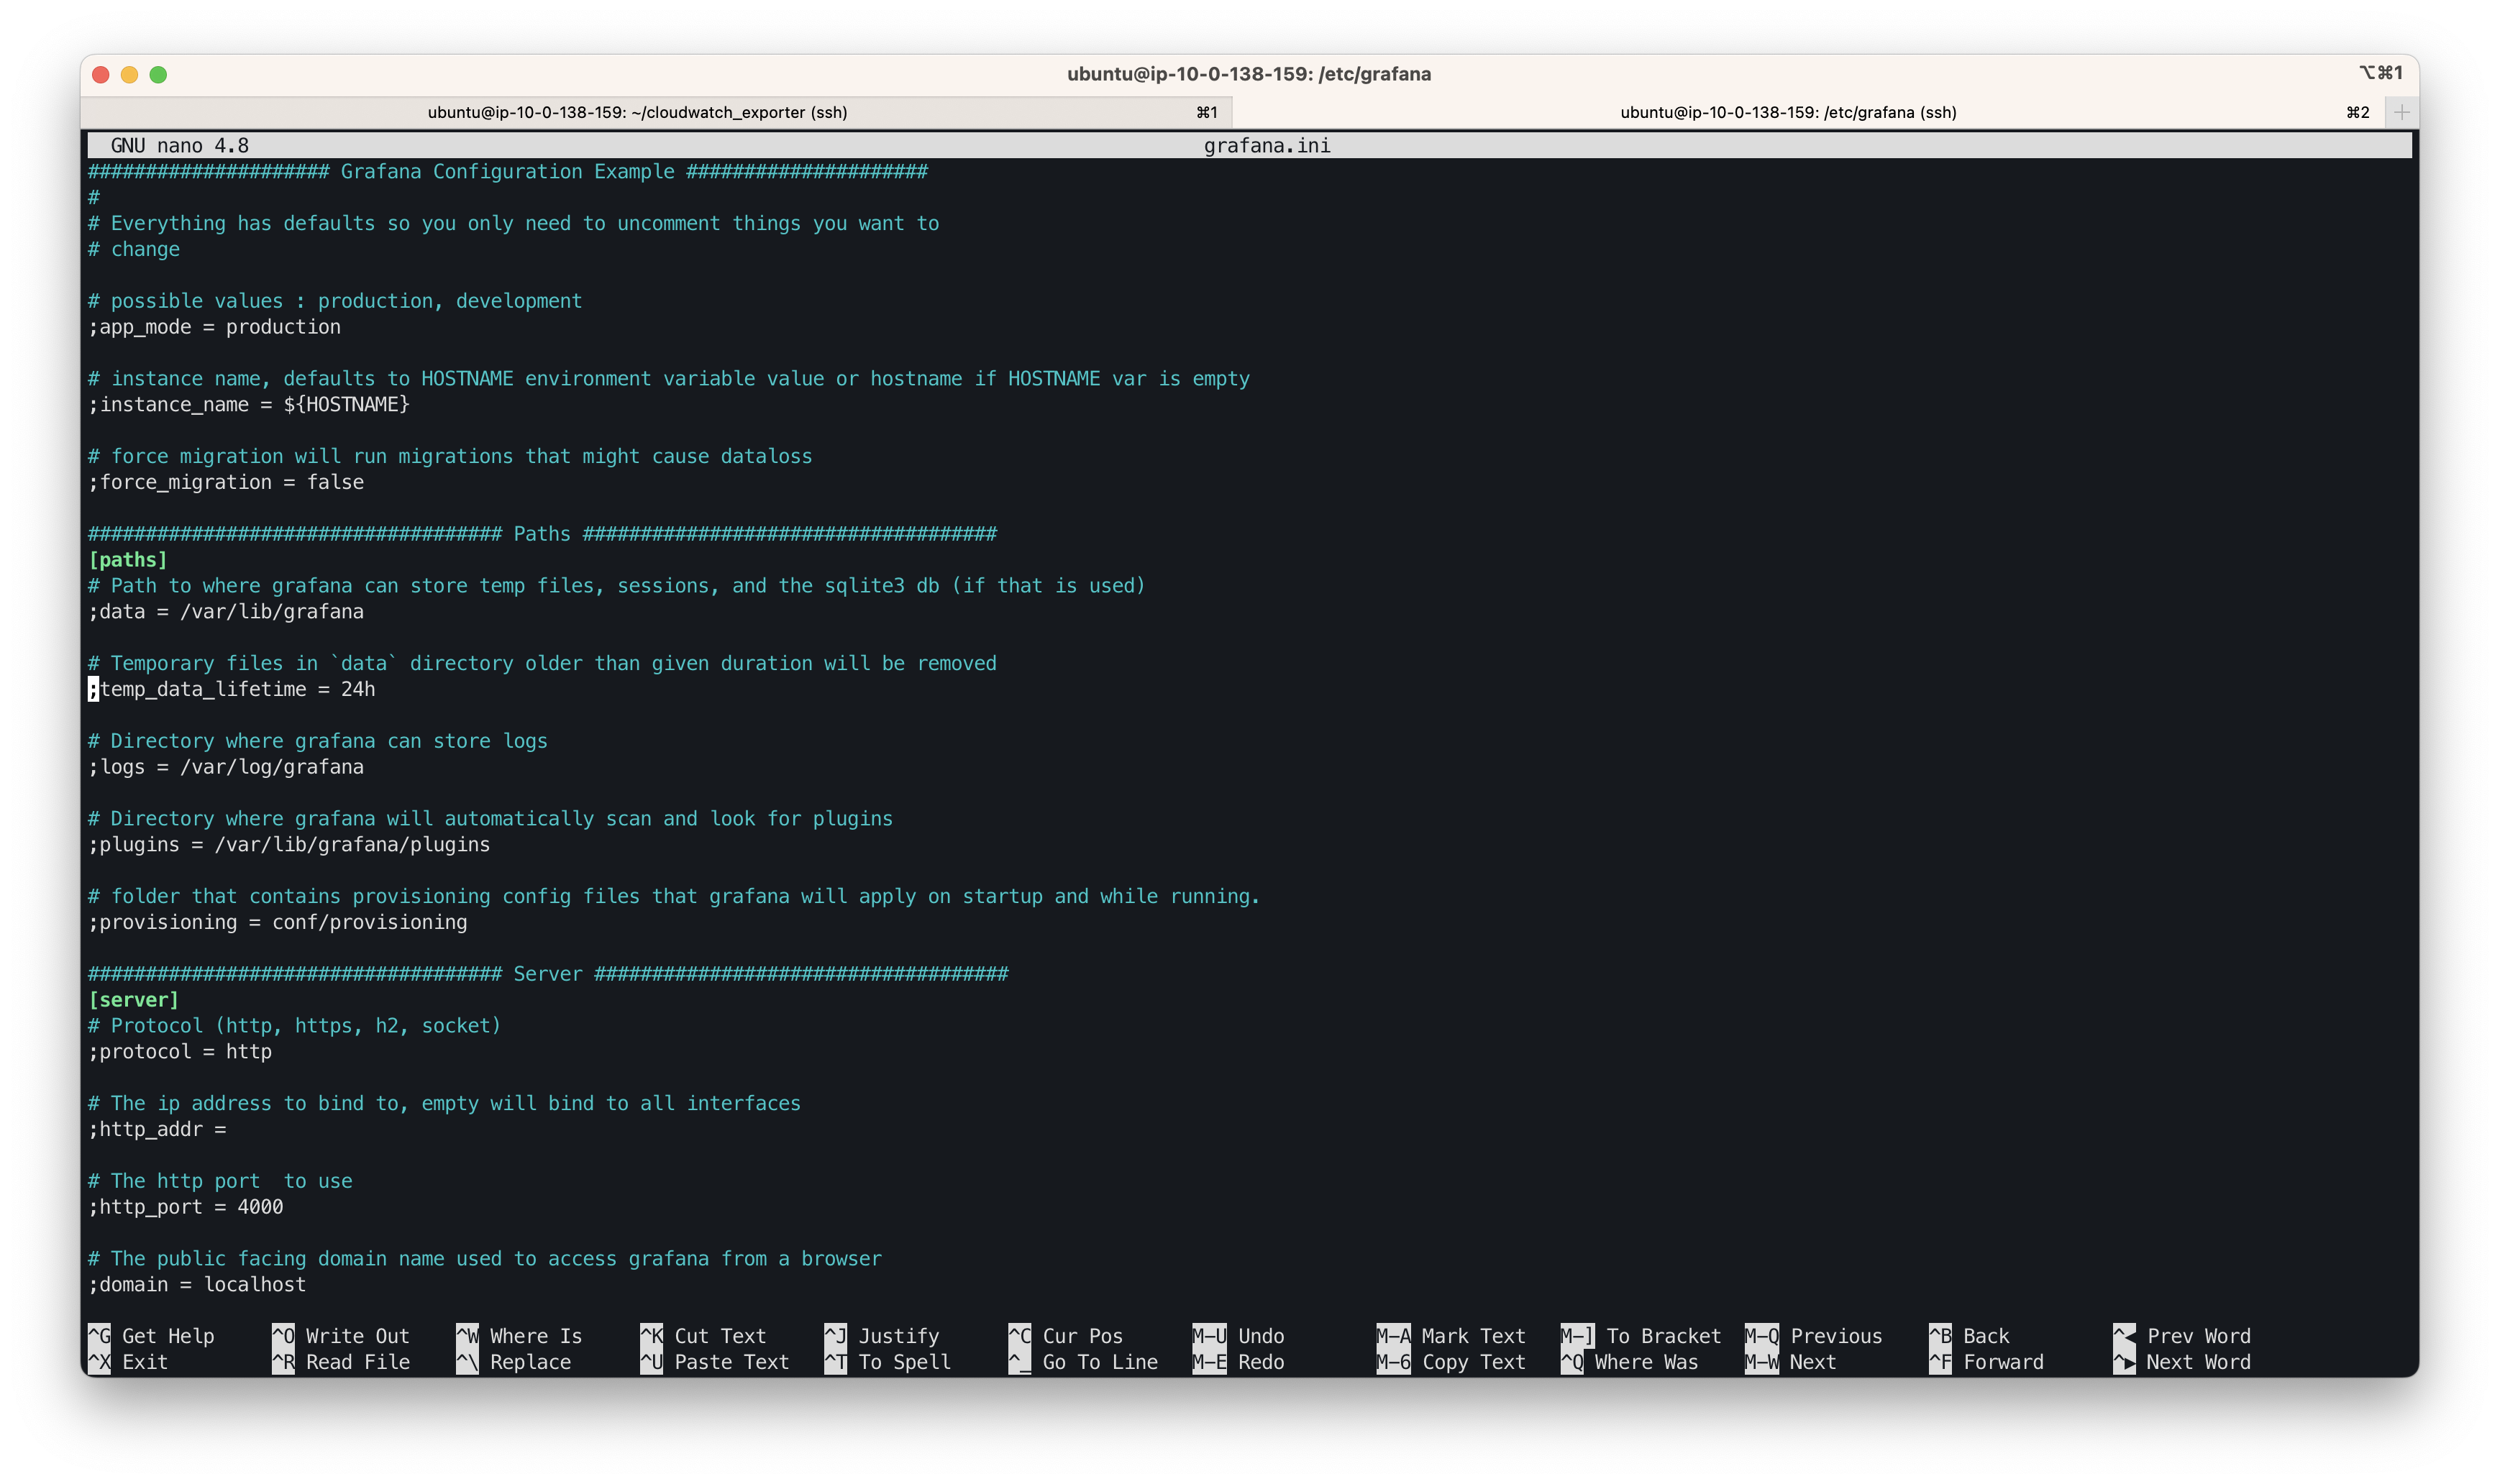 ubuntu@ip-10-0-138-159: /etc/grafana
⌥⌘1
ubuntu@ip-10-0-138-159: ~/cloudwatch_exporter (ssh) ⌘1
ubuntu@ip-10-0-138-159: /etc/grafana (ssh) ⌘2
GNU nano 4.8 grafana.ini
##################### Grafana Configuration Example #####################
#
# Everything has defaults so you only need to uncomment things you want to
# change
# possible values : production, development
;app_mode = production
# instance name, defaults to HOSTNAME environment variable value or hostname if HOSTNAME var is empty
;instance_name = ${HOSTNAME}
# force migration will run migrations that might cause dataloss
;force_migration = false
#################################### Paths ####################################
[paths]
# Path to where grafana can store temp files, sessions, and the sqlite3 db (if that is used)
;data = /var/lib/grafana
# Temporary files in `data` directory older than given duration will be removed
;temp_data_lifetime = 24h
# Directory where grafana can store logs
;logs = /var/log/grafana
# Directory where grafana will automatically scan and look for plugins
;plugins = /var/lib/grafana/plugins
# folder that contains provisioning config files that grafana will apply on startup and while running.
;provisioning = conf/provisioning
#################################### Server ####################################
[server]
# Protocol (http, https, h2, socket)
;protocol = http
# The ip address to bind to, empty will bind to all interfaces
;http_addr =
# The http port  to use
;http_port = 4000
# The public facing domain name used to access grafana from a browser
;domain = localhost
^G Get Help ^O Write Out ^W Where Is ^K Cut Text ^J Justify ^C Cur Pos M-U Undo M-A Mark Text M-] To Bracket M-Q Previous ^B Back ^◀ Prev Word
^X Exit ^R Read File ^\ Replace ^U Paste Text ^T To Spell ^_ Go To Line M-E Redo M-6 Copy Text ^Q Where Was M-W Next ^F Forward ^▶ Next Word